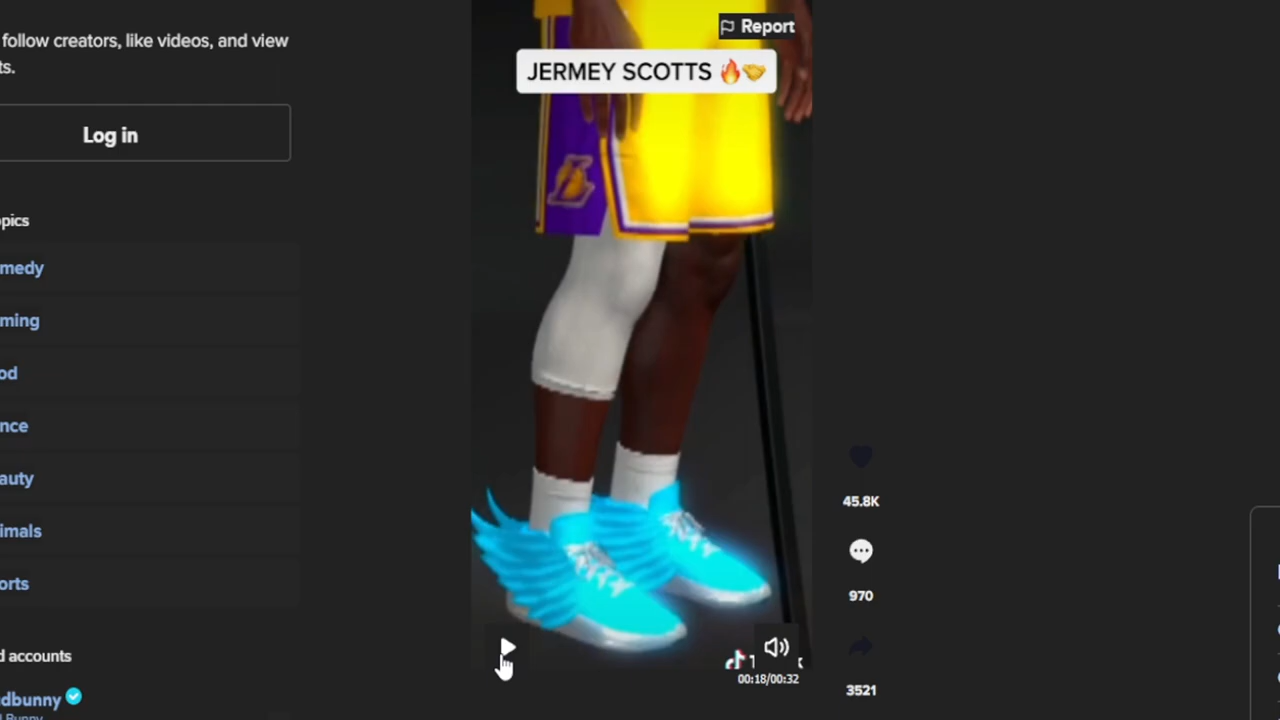 follow creators, like videos, and view
ts.
Log in
opics
medy
ming
od
nce
auty
imals
orts
d accounts
dbunny
Report
JERMEY SCOTTS 🔥🤝
L
45.8K
970
3521
00:18/00:32